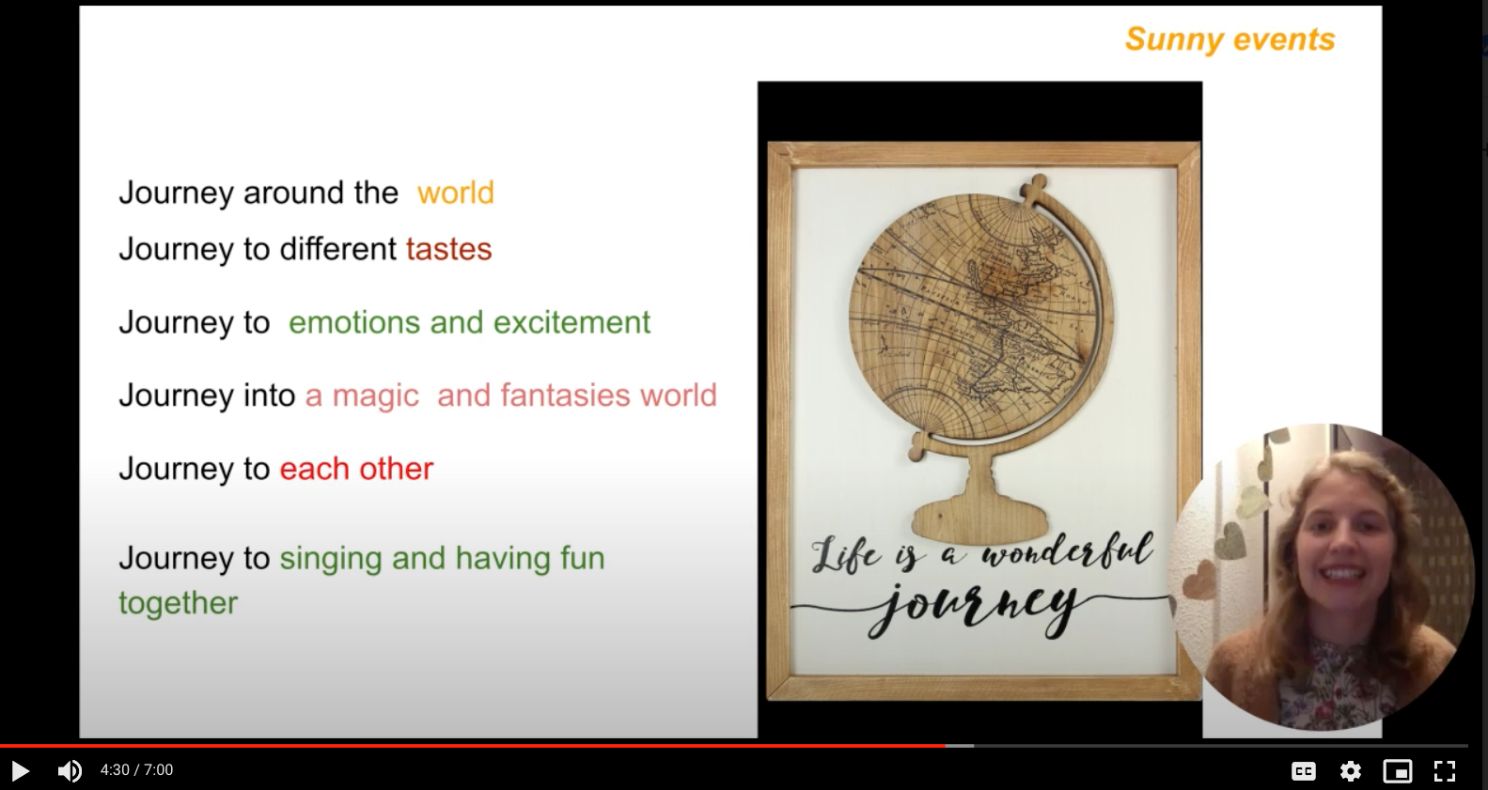 Sunny events
Journey around the world
Journey to different tastes
Journey to emotions and excitement
Journey into a magic and fantasies world
Journey to each other
Journey to singing and having fun
together
Life is a wonderful
journey
4:30 / 7:00
CC